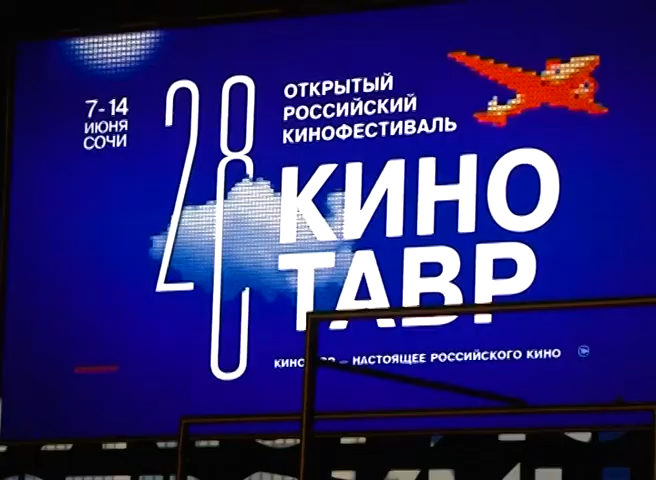 7-14
ИЮНЯ
СОЧИ
28
ОТКРЫТЫЙ
РОССИЙСКИЙ
КИНОФЕСТИВАЛЬ
КИНО
ТАВР
— НАСТОЯЩЕЕ РОССИЙСКОГО КИНО